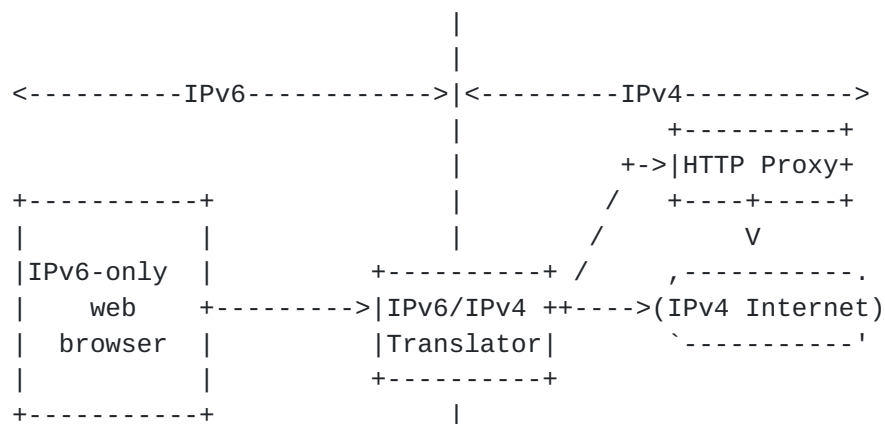 <----------IPv6------------>|<---------IPv4----------->
HTTP Proxy
IPv6-only
web
browser
IPv6/IPv4
Translator
(IPv4 Internet)